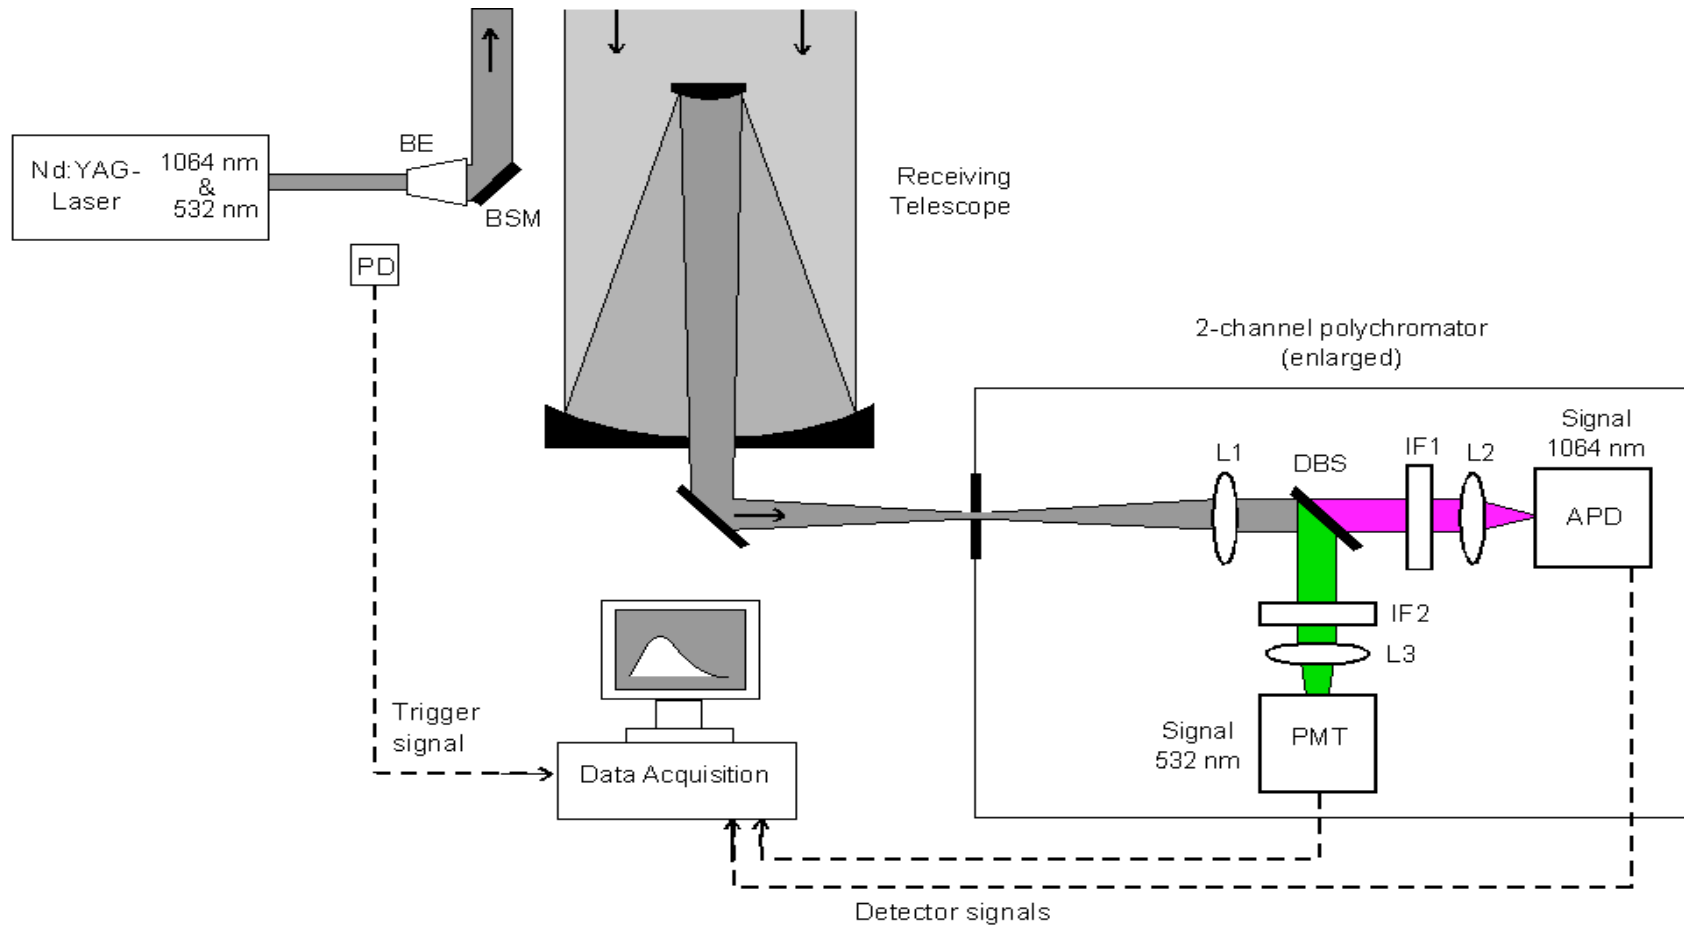 Nd:YAG-
Laser
1064 nm
&
532 nm
BE
BSM
PD
Receiving
Telescope
2-channel polychromator
(enlarged)
L1
DBS
IF1
L2
Signal
1064 nm
APD
IF2
L3
Signal
532 nm
PMT
Trigger
signal
Data Acquisition
Detector signals